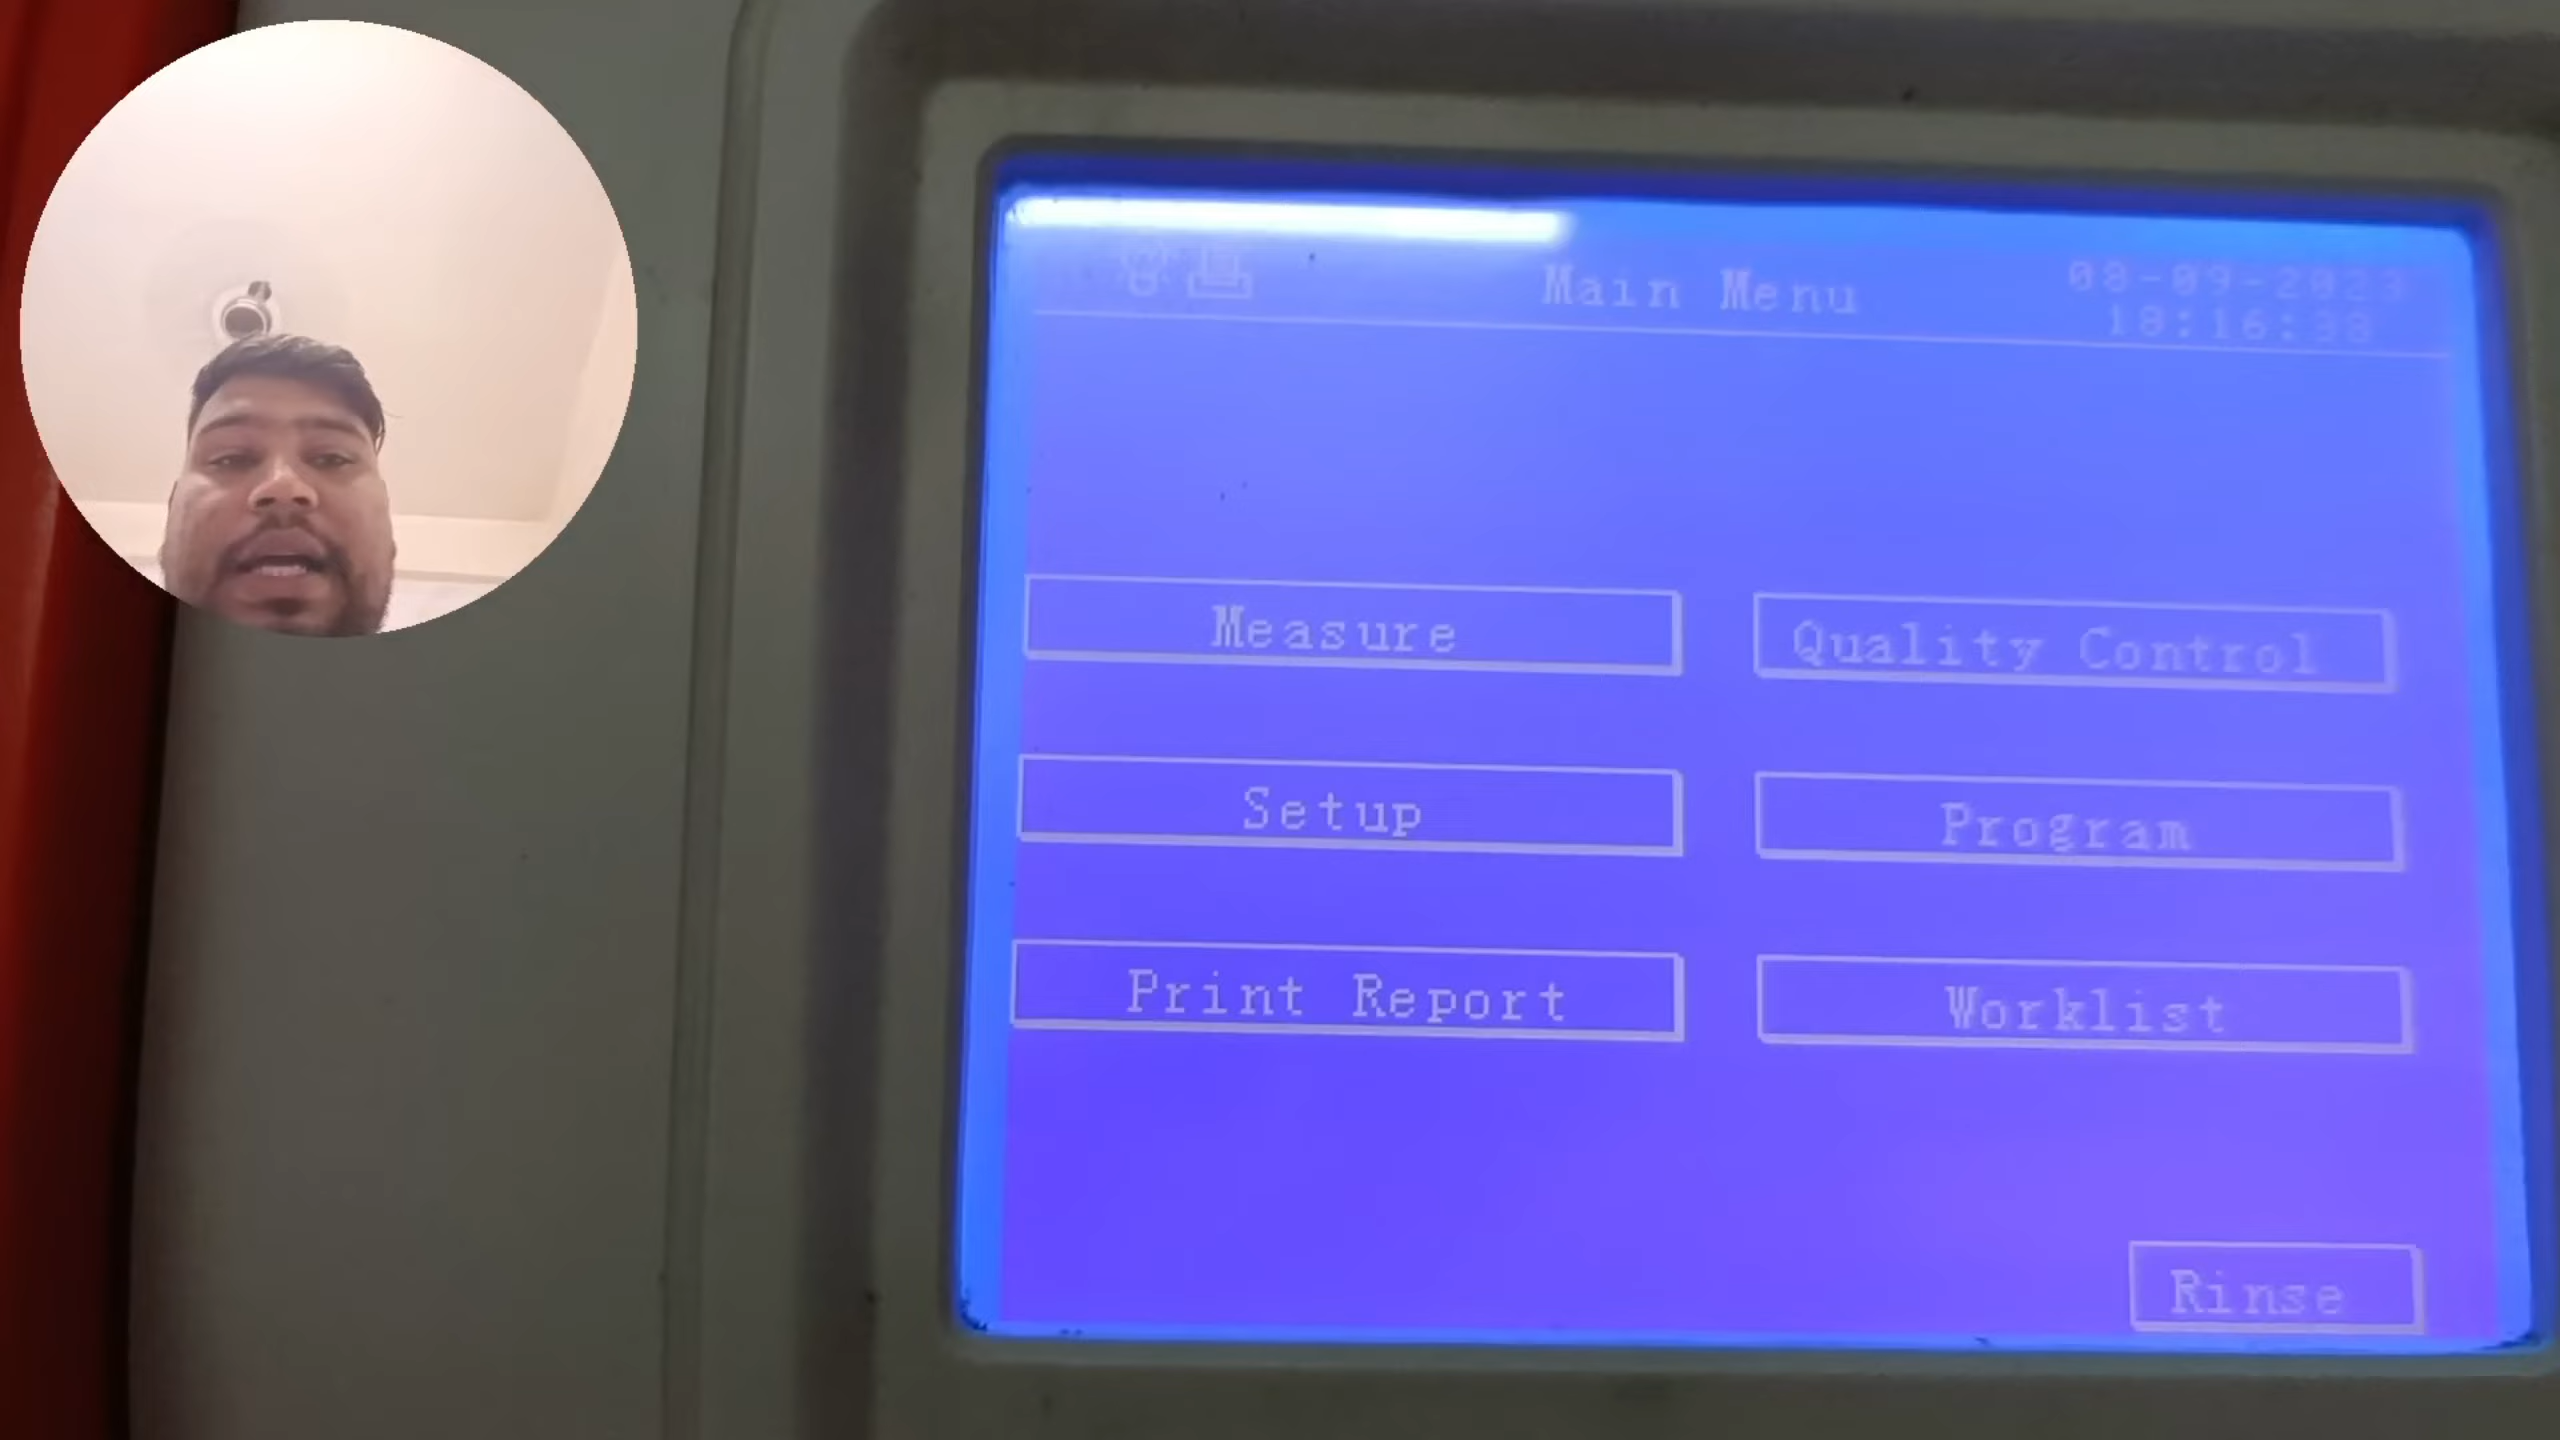 Main Menu
08-09-2023
18:16:38
Measure
Quality Control
Setup
Program
Print Report
Worklist
Rinse